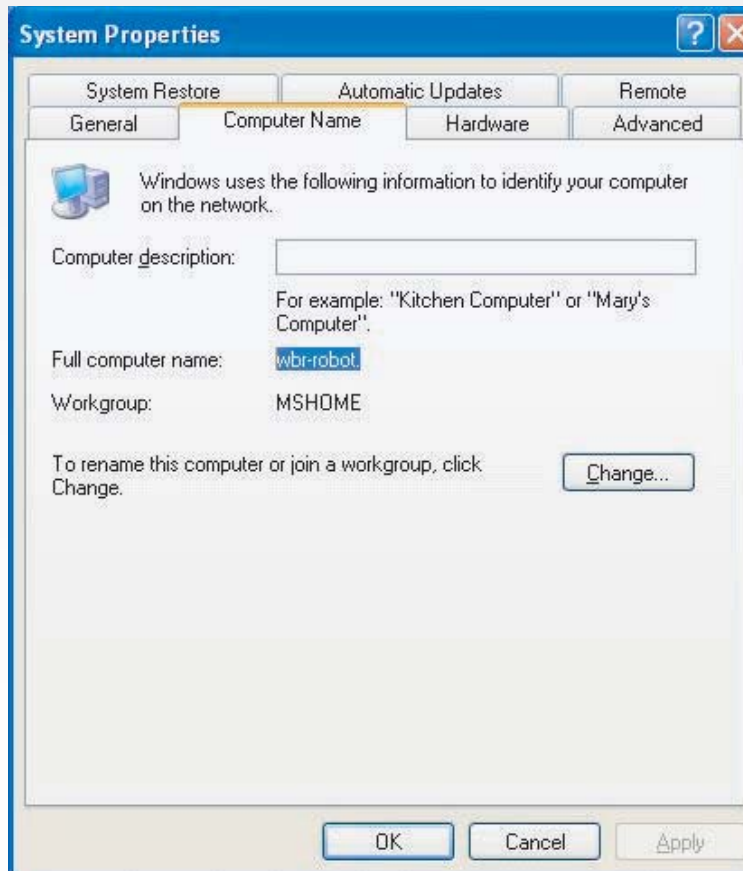 System Properties
System Restore
Automatic Updates
Remote
General
Computer Name
Hardware
Advanced
Windows uses the following information to identify your computer
on the network.
Computer description:
For example: "Kitchen Computer" or "Mary's
Computer".
Full computer name:
wbr-robot.
Workgroup:
MSHOME
To rename this computer or join a workgroup, click
Change.
Change...
OK
Cancel
Apply